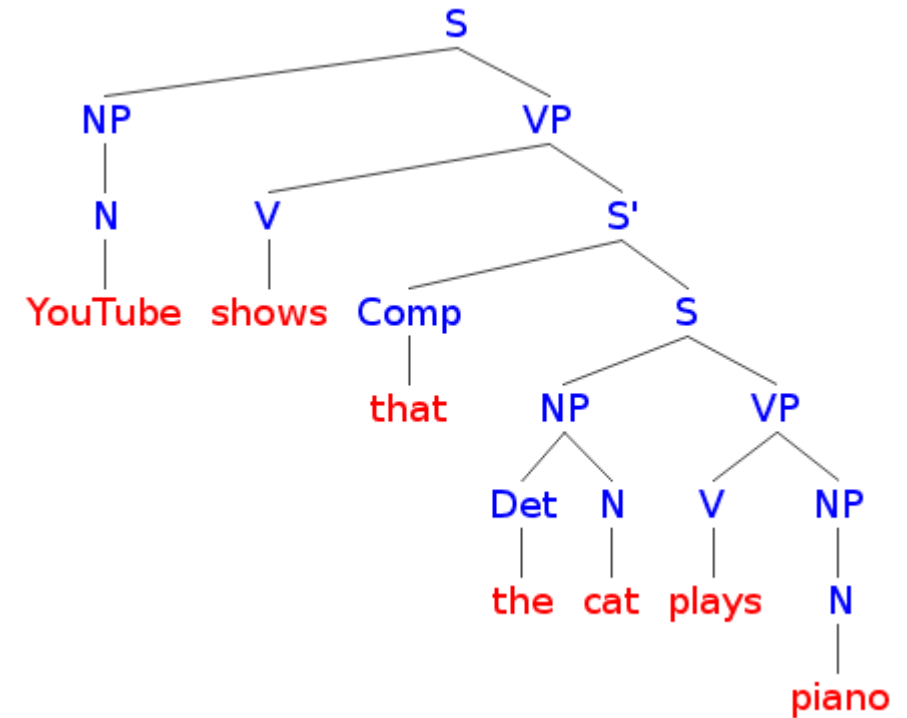 S
NP VP
N V S'
YouTube shows Comp S
that NP VP
Det N V NP
the cat plays N
piano